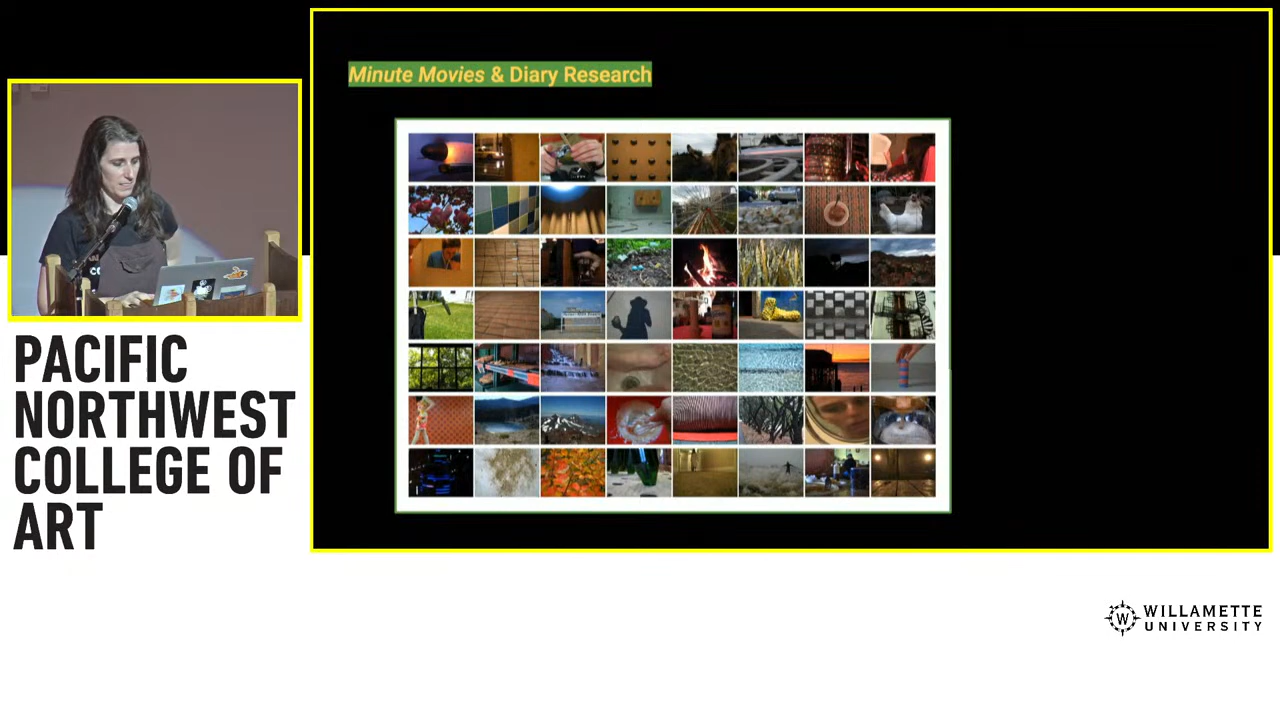 Minute Movies & Diary Research
PACIFIC
NORTHWEST
COLLEGE OF
ART
W
WILLAMETTE
UNIVERSITY